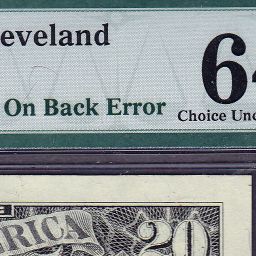 eveland
64
On Back Error
Choice Unc
RICA
20